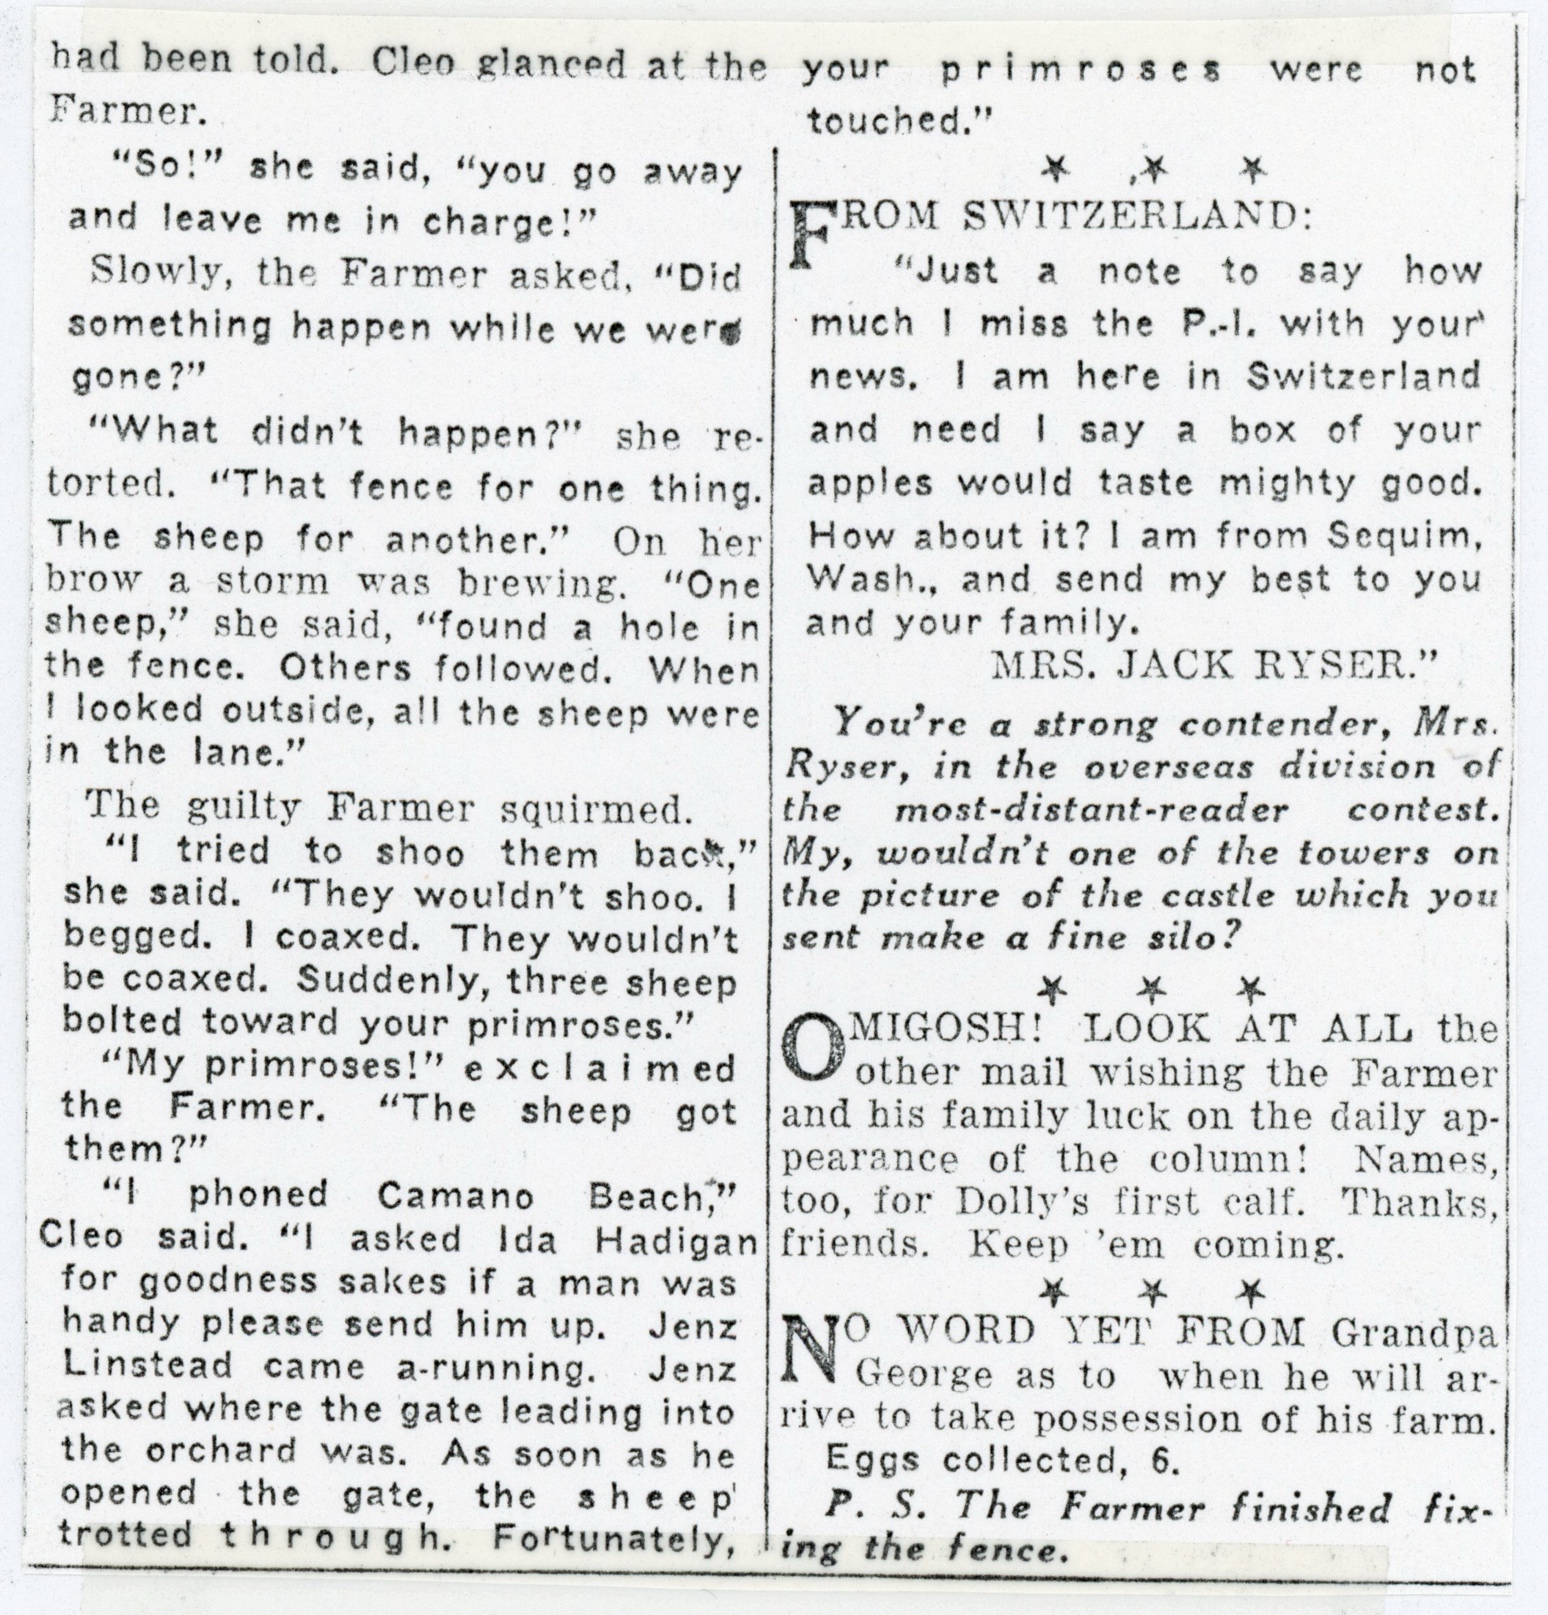 had been told. Cleo glanced at the
Farmer.
"So!" she said, "you go away
and leave me in charge!"
Slowly, the Farmer asked, "Did
something happen while we were
gone?"
"What didn't happen?" she re-
torted. "That fence for one thing.
The sheep for another." On her
brow a storm was brewing. "One
sheep," she said, "found a hole in
the fence. Others followed. When
I looked outside, all the sheep were
in the lane."
The guilty Farmer squirmed.
"I tried to shoo them back,"
she said. "They wouldn't shoo. I
begged. I coaxed. They wouldn't
be coaxed. Suddenly, three sheep
bolted toward your primroses."
"My primroses!" exclaimed
the Farmer. "The sheep got
them?"
"I phoned Camano Beach,"
Cleo said. "I asked Ida Hadigan
for goodness sakes if a man was
handy please send him up. Jenz
Linstead came a-running. Jenz
asked where the gate leading into
the orchard was. As soon as he
opened the gate, the sheep
trotted through. Fortunately,
your primroses were not
touched."
★ ★ ★
FROM SWITZERLAND:
"Just a note to say how
much I miss the P.-I. with your
news. I am here in Switzerland
and need I say a box of your
apples would taste mighty good.
How about it? I am from Sequim,
Wash., and send my best to you
and your family.
MRS. JACK RYSER."
You're a strong contender, Mrs.
Ryser, in the overseas division of
the most-distant-reader contest.
My, wouldn't one of the towers on
the picture of the castle which you
sent make a fine silo?
★ ★ ★
OMIGOSH! LOOK AT ALL the
other mail wishing the Farmer
and his family luck on the daily ap-
pearance of the column! Names,
too, for Dolly's first calf. Thanks,
friends. Keep 'em coming.
★ ★ ★
NO WORD YET FROM Grandpa
George as to when he will ar-
rive to take possession of his farm.
Eggs collected, 6.
P. S. The Farmer finished fix-
ing the fence.